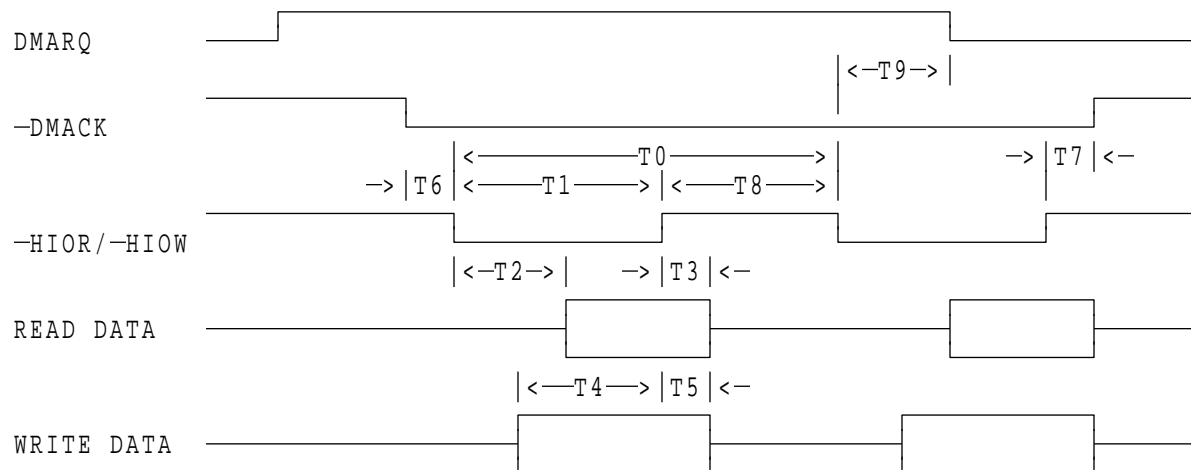 DMARQ
|<—T9—>|
—DMACK
|<————T0————>| —>| T7 |<—
—>| T6 |<———T1———>|<———T8———>|
—HIOR/—HIOW
|<—T2—>| —>| T3 |<—
READ DATA
|<——T4——>| T5 |<—
WRITE DATA